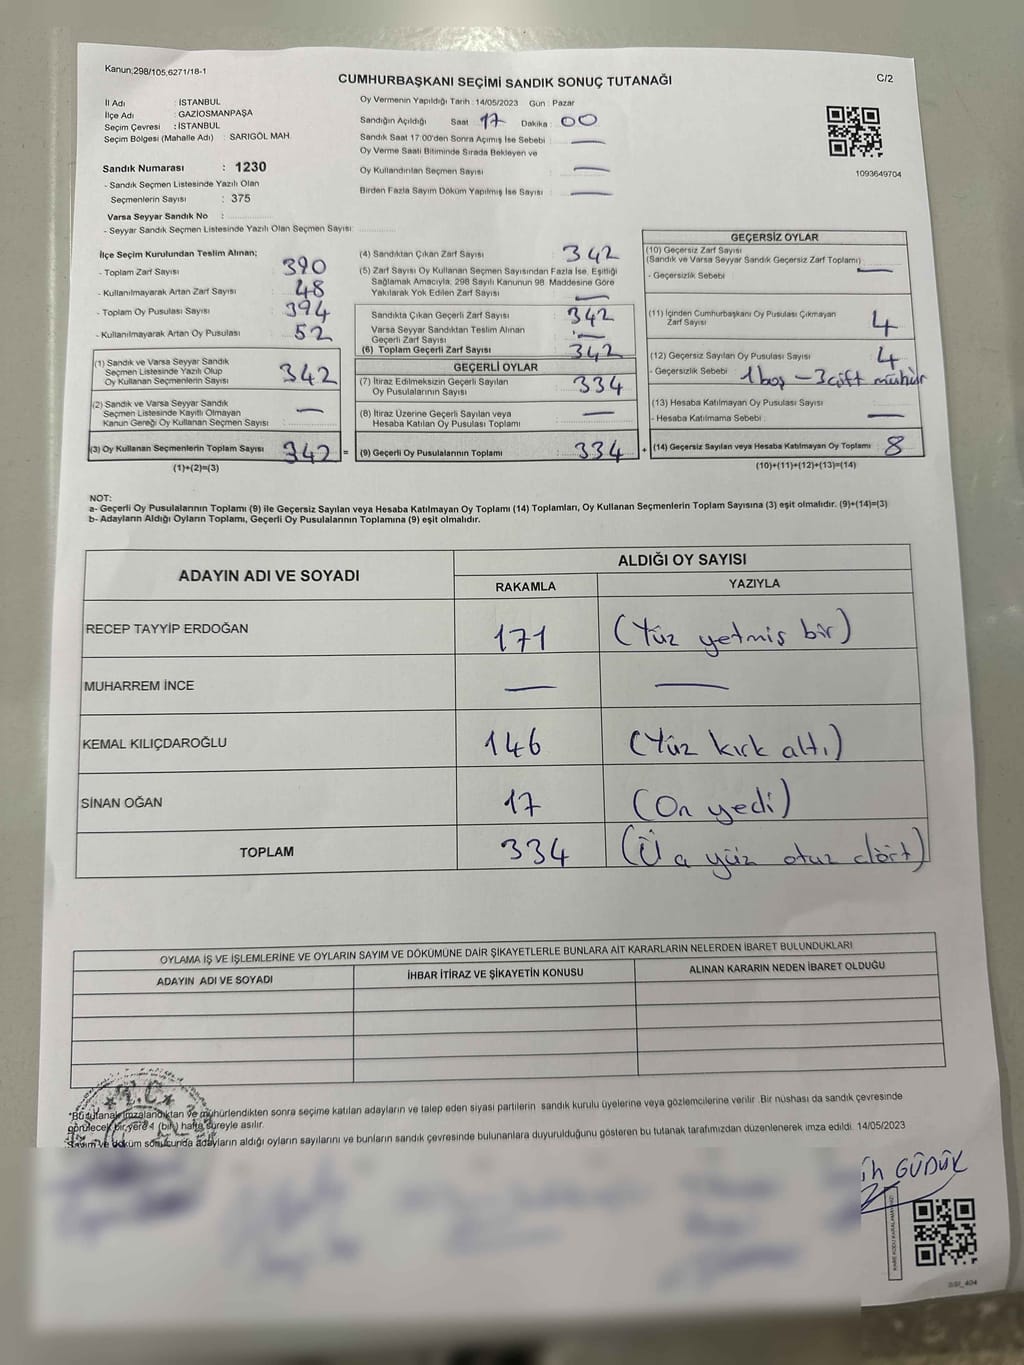 Kanun;298/105,6271/18-1
CUMHURBAŞKANI SEÇİMİ SANDIK SONUÇ TUTANAĞI
C/2
İl Adı : İSTANBUL
İlçe Adı : GAZİOSMANPAŞA
Seçim Çevresi : İSTANBUL
Seçim Bölgesi (Mahalle Adı) : SARIGÖL MAH.
Sandık Numarası : 1230
- Sandık Seçmen Listesinde Yazılı Olan
Seçmenlerin Sayısı : 375
Varsa Seyyar Sandık No :
- Seyyar Sandık Seçmen Listesinde Yazılı Olan Seçmen Sayısı:
Oy Vermenin Yapıldığı Tarih : 14/05/2023 Gün : Pazar
Sandığın Açıldığı Saat 17 Dakika : 00
Sandık Saat 17:00'den Sonra Açımış İse Sebebi : —
Oy Verme Saati Bitiminde Sırada Bekleyen ve
Oy Kullandırılan Seçmen Sayısı : —
Birden Fazla Sayım Döküm Yapılmış İse Sayısı : —
1093649704
İlçe Seçim Kurulundan Teslim Alınan;
- Toplam Zarf Sayısı : 390
- Kullanılmayarak Artan Zarf Sayısı : 48
- Toplam Oy Pusulası Sayısı : 394
- Kullanılmayarak Artan Oy Pusulası : 52
(1) Sandık ve Varsa Seyyar Sandık
Seçmen Listesinde Yazılı Olup
Oy Kullanan Seçmenlerin Sayısı : 342
(2) Sandık ve Varsa Seyyar Sandık
Seçmen Listesinde Kayıtlı Olmayan
Kanun Gereği Oy Kullanan Seçmen Sayısı : —
(3) Oy Kullanan Seçmenlerin Toplam Sayısı : 342 =
(1)+(2)=(3)
(4) Sandıktan Çıkan Zarf Sayısı : 342
(5) Zarf Sayısı Oy Kullanan Seçmen Sayısından Fazla İse, Eşitliği
Sağlamak Amacıyla, 298 Sayılı Kanunun 98. Maddesine Göre
Yakılarak Yok Edilen Zarf Sayısı : —
Sandıkta Çıkan Geçerli Zarf Sayısı : 342
Varsa Seyyar Sandıktan Teslim Alınan
Geçerli Zarf Sayısı : —
(6) Toplam Geçerli Zarf Sayısı : 342
GEÇERLİ OYLAR
(7) İtiraz Edilmeksizin Geçerli Sayılan
Oy Pusulalarının Sayısı : 334
(8) İtiraz Üzerine Geçerli Sayılan veya
Hesaba Katılan Oy Pusulası Toplamı : —
(9) Geçerli Oy Pusulalarının Toplamı : 334 +
GEÇERSİZ OYLAR
(10) Geçersiz Zarf Sayısı
(Sandık ve Varsa Seyyar Sandık Geçersiz Zarf Toplamı) : —
- Geçersizlik Sebebi :
(11) İçinden Cumhurbaşkanı Oy Pusulası Çıkmayan
Zarf Sayısı : 4
(12) Geçersiz Sayılan Oy Pusulası Sayısı : 4
- Geçersizlik Sebebi : 1 boş – 3 çift mühür
(13) Hesaba Katılmayan Oy Pusulası Sayısı :
- Hesaba Katılmama Sebebi : —
(14) Geçersiz Sayılan veya Hesaba Katılmayan Oy Toplamı : 8
(10)+(11)+(12)+(13)=(14)
NOT:
a- Geçerli Oy Pusulalarının Toplamı (9) ile Geçersiz Sayılan veya Hesaba Katılmayan Oy Toplamı (14) Toplamları, Oy Kullanan Seçmenlerin Toplam Sayısına (3) eşit olmalıdır. (9)+(14)=(3)
b- Adayların Aldığı Oyların Toplamı, Geçerli Oy Pusulalarının Toplamına (9) eşit olmalıdır.
ADAYIN ADI VE SOYADI
ALDIĞI OY SAYISI
RAKAMLA YAZIYLA
RECEP TAYYİP ERDOĞAN 171 (Yüz yetmiş bir)
MUHARREM İNCE — —
KEMAL KILIÇDAROĞLU 146 (Yüz kırk altı)
SİNAN OĞAN 17 (On yedi)
TOPLAM 334 (Üç yüz otuz dört)
OYLAMA İŞ VE İŞLEMLERİNE VE OYLARIN SAYIM VE DÖKÜMÜNE DAİR ŞİKAYETLERLE BUNLARA AİT KARARLARIN NELERDEN İBARET BULUNDUKLARI
ADAYIN ADI VE SOYADI İHBAR İTİRAZ VE ŞİKAYETİN KONUSU ALINAN KARARIN NEDEN İBARET OLDUĞU
T.C.
*Bu tutanak imzalandıktan ve mühürlendikten sonra seçime katılan adayların ve talep eden siyasi partilerin sandık kurulu üyelerine veya gözlemcilerine verilir .Bir nüshası da sandık çevresinde
görülecek bir yere 1 (bir) hafta süreyle asılır.
Sayım ve döküm sonucunda adayların aldığı oyların sayılarını ve bunların sandık çevresinde bulunanlara duyurulduğunu gösteren bu tutanak tarafımızdan düzenlenerek imza edildi. 14/05/2023
GÜDÜK
SSI_404